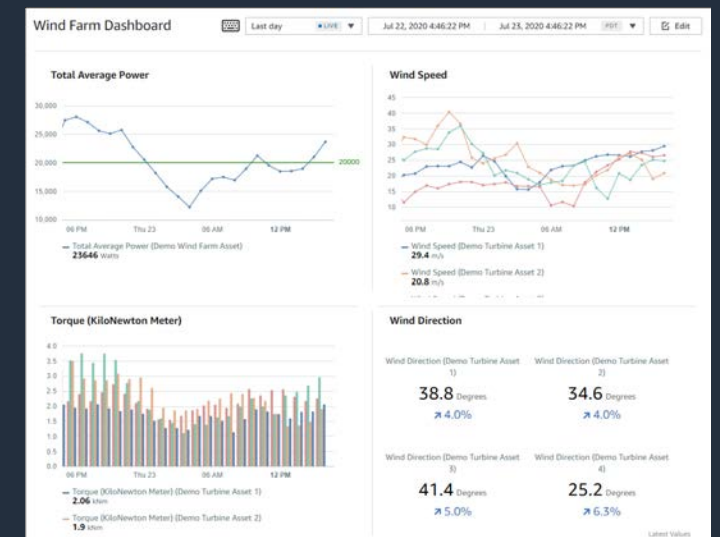 Wind Farm Dashboard
Last day
LIVE
Jul 22, 2020 4:46:22 PM
Jul 23, 2020 4:46:22 PM
PDT
Edit
Total Average Power
30,000
25,000
20,000
15,000
10,000
20000
06 PM Thu 23 06 AM 12 PM
Total Average Power (Demo Wind Farm Asset)
23646 Watts
Wind Speed
45
40
35
30
25
20
15
10
06 PM Thu 23 06 AM 12 PM
Wind Speed (Demo Turbine Asset 1)
29.4 m/s
Wind Speed (Demo Turbine Asset 2)
20.8 m/s
Torque (KiloNewton Meter)
4.0
3.5
3.0
2.5
2.0
1.5
1.0
0.5
0.0
06 PM Thu 23 06 AM 12 PM
Torque (KiloNewton Meter) (Demo Turbine Asset 1)
2.06 kNm
Torque (KiloNewton Meter) (Demo Turbine Asset 2)
1.9 kNm
Wind Direction
Wind Direction (Demo Turbine Asset
1)
38.8 Degrees
4.0%
Wind Direction (Demo Turbine Asset
2)
34.6 Degrees
4.0%
Wind Direction (Demo Turbine Asset
3)
41.4 Degrees
5.0%
Wind Direction (Demo Turbine Asset
4)
25.2 Degrees
6.3%
Latest Values